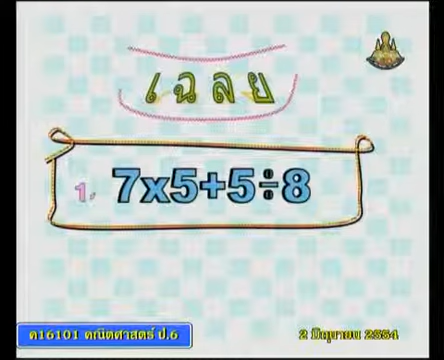 เฉลย
1. 7x5+5÷8
ค16101 คณิตศาสตร์ ป.6
2 มิถุนายน 2554